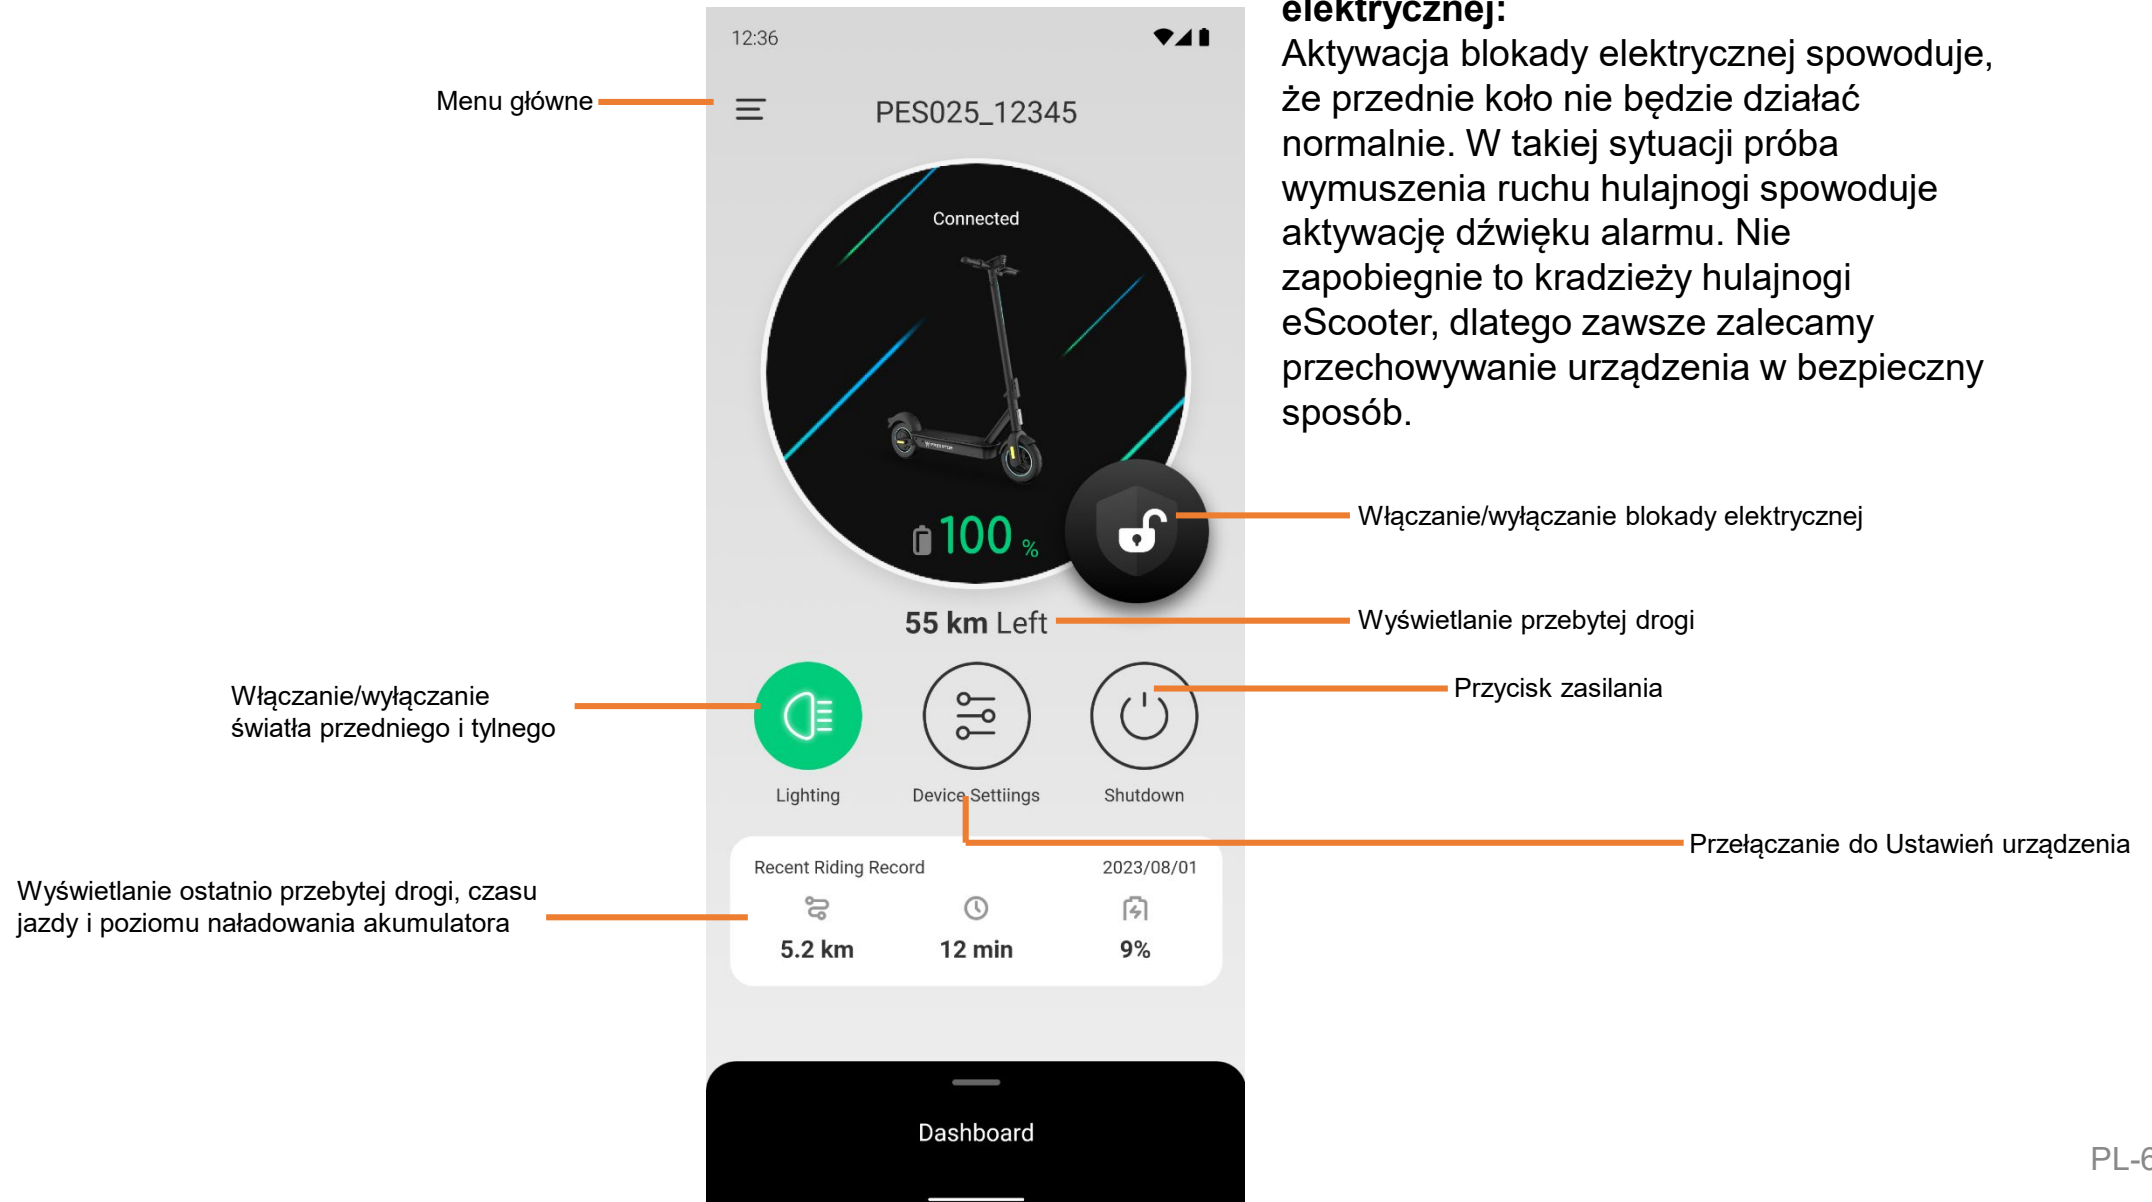 elektrycznej:
Aktywacja blokady elektrycznej spowoduje,
że przednie koło nie będzie działać
normalnie. W takiej sytuacji próba
wymuszenia ruchu hulajnogi spowoduje
aktywację dźwięku alarmu. Nie
zapobiegnie to kradzieży hulajnogi
eScooter, dlatego zawsze zalecamy
przechowywanie urządzenia w bezpieczny
sposób.
12:36
Menu główne
PES025_12345
Connected
100 %
Włączanie/wyłączanie blokady elektrycznej
55 km Left
Wyświetlanie przebytej drogi
Włączanie/wyłączanie
światła przedniego i tylnego
Przycisk zasilania
Lighting
Device Settiings
Shutdown
Przełączanie do Ustawień urządzenia
Recent Riding Record
2023/08/01
Wyświetlanie ostatnio przebytej drogi, czasu
jazdy i poziomu naładowania akumulatora
5.2 km
12 min
9%
Dashboard
PL-6